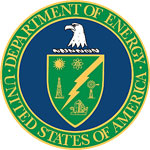 DEPARTMENT OF ENERGY
UNITED STATES OF AMERICA